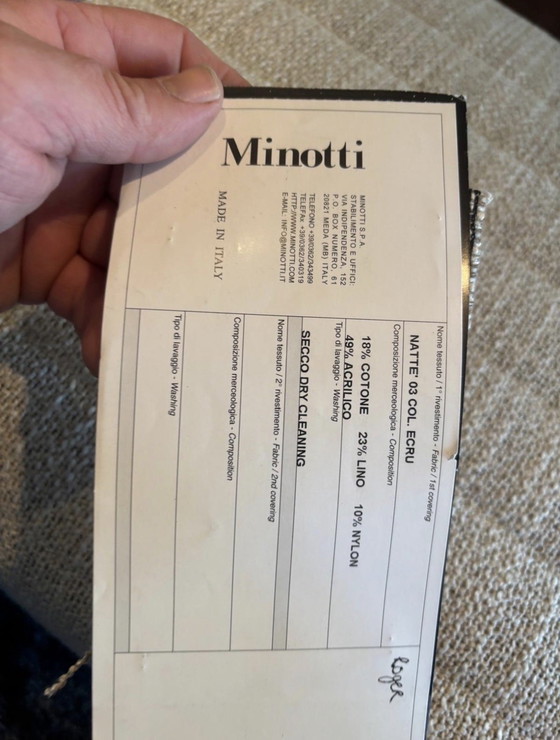 Minotti
MINOTTI S.P.A.
STABILIMENTO E UFFICI:
VIA INDIPENDENZA, 152
P.O. BOX NUMERO, 61
20821 MEDA (MB) ITALY
TELEFONO +39/0362/343499
TELEFAX +39/0362/340319
HTTP://WWW.MINOTTI.COM
E-MAIL: INFO@MINOTTI.IT
MADE IN ITALY
Nome tessuto / 1° rivestimento - Fabric / 1st covering
NATTE' 03 COL. ECRU
Composizione merceologica - Composition
18% COTONE 23% LINO 10% NYLON
49% ACRILICO
Tipo di lavaggio - Washing
SECCO DRY CLEANING
Nome tessuto / 2° rivestimento - Fabric / 2nd covering
Composizione merceologica - Composition
Tipo di lavaggio - Washing